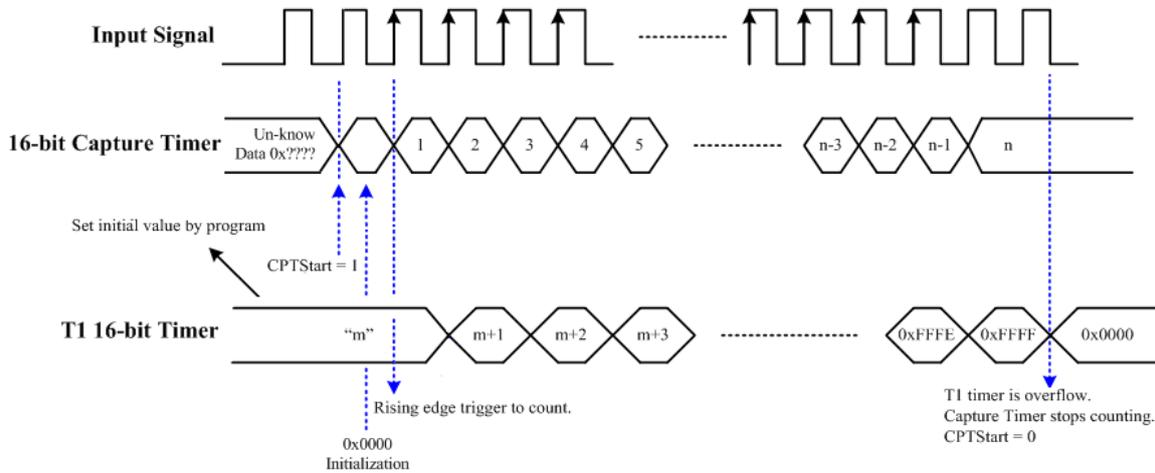 Input Signal
16-bit Capture Timer
Un-know
Data 0x????
1
2
3
4
5
n-3
n-2
n-1
n
Set initial value by program
CPTStart = 1
T1 16-bit Timer
“m”
m+1
m+2
m+3
0xFFFE
0xFFFF
0x0000
Rising edge trigger to count.
0x0000
Initialization
T1 timer is overflow.
Capture Timer stops counting.
CPTStart = 0